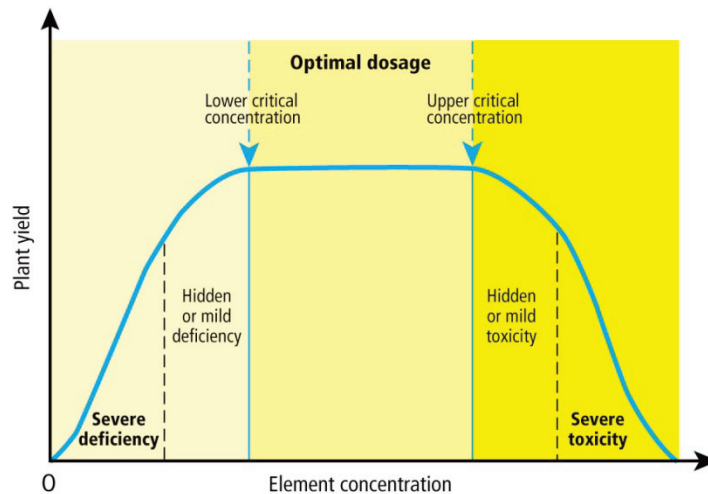 Optimal dosage
Lower critical
concentration
Upper critical
concentration
Plant yield
Hidden
or mild
deficiency
Hidden
or mild
toxicity
Severe
deficiency
Severe
toxicity
O
Element concentration